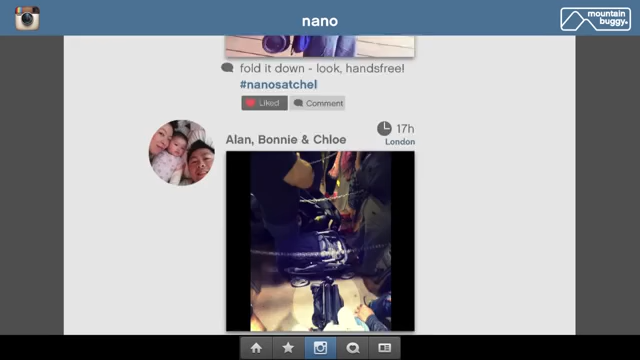 nano
mountain
buggy.
fold it down - look, handsfree!
#nanosatchel
Liked
Comment
17h
Alan, Bonnie & Chloe
London